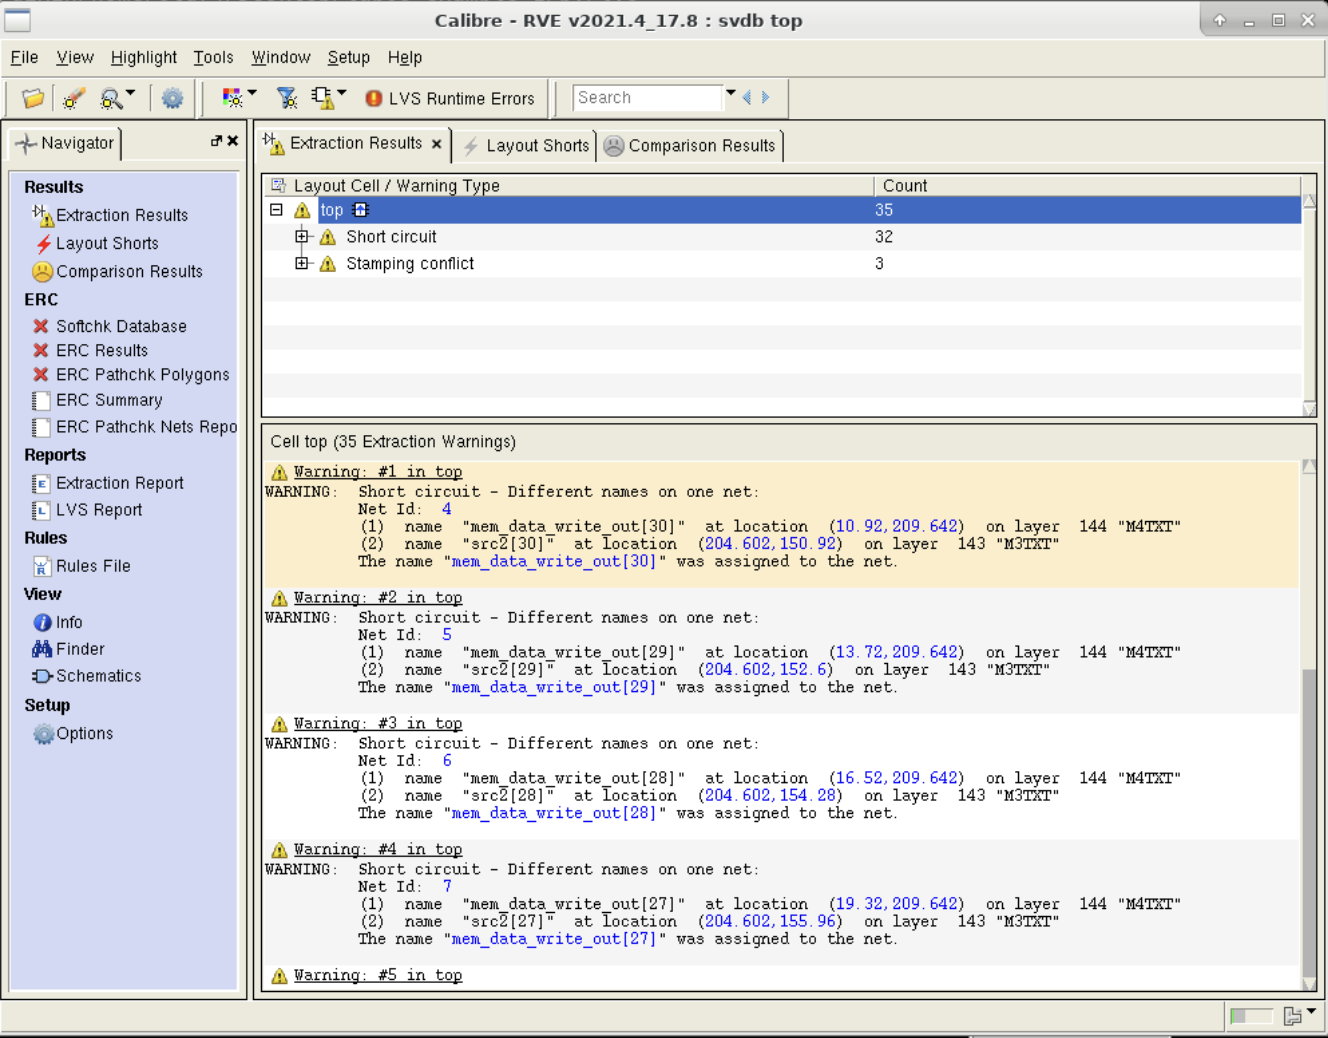 Calibre - RVE v2021.4_17.8 : svdb top
File View Highlight Tools Window Setup Help
LVS Runtime Errors Search
Navigator
Results
Extraction Results
Layout Shorts
Comparison Results
ERC
Softchk Database
ERC Results
ERC Pathchk Polygons
ERC Summary
ERC Pathchk Nets Repo
Reports
Extraction Report
LVS Report
Rules
Rules File
View
Info
Finder
Schematics
Setup
Options
Extraction Results Layout Shorts Comparison Results
Layout Cell / Warning Type Count
top 35
Short circuit 32
Stamping conflict 3
Cell top (35 Extraction Warnings)
Warning: #1 in top
WARNING: Short circuit - Different names on one net:
Net Id: 4
(1) name "mem_data_write_out[30]" at location (10.92,209.642) on layer 144 "M4TXT"
(2) name "src2[30]" at location (204.602,150.92) on layer 143 "M3TXT"
The name "mem_data_write_out[30]" was assigned to the net.
Warning: #2 in top
WARNING: Short circuit - Different names on one net:
Net Id: 5
(1) name "mem_data_write_out[29]" at location (13.72,209.642) on layer 144 "M4TXT"
(2) name "src2[29]" at location (204.602,152.6) on layer 143 "M3TXT"
The name "mem_data_write_out[29]" was assigned to the net.
Warning: #3 in top
WARNING: Short circuit - Different names on one net:
Net Id: 6
(1) name "mem_data_write_out[28]" at location (16.52,209.642) on layer 144 "M4TXT"
(2) name "src2[28]" at location (204.602,154.28) on layer 143 "M3TXT"
The name "mem_data_write_out[28]" was assigned to the net.
Warning: #4 in top
WARNING: Short circuit - Different names on one net:
Net Id: 7
(1) name "mem_data_write_out[27]" at location (19.32,209.642) on layer 144 "M4TXT"
(2) name "src2[27]" at location (204.602,155.96) on layer 143 "M3TXT"
The name "mem_data_write_out[27]" was assigned to the net.
Warning: #5 in top